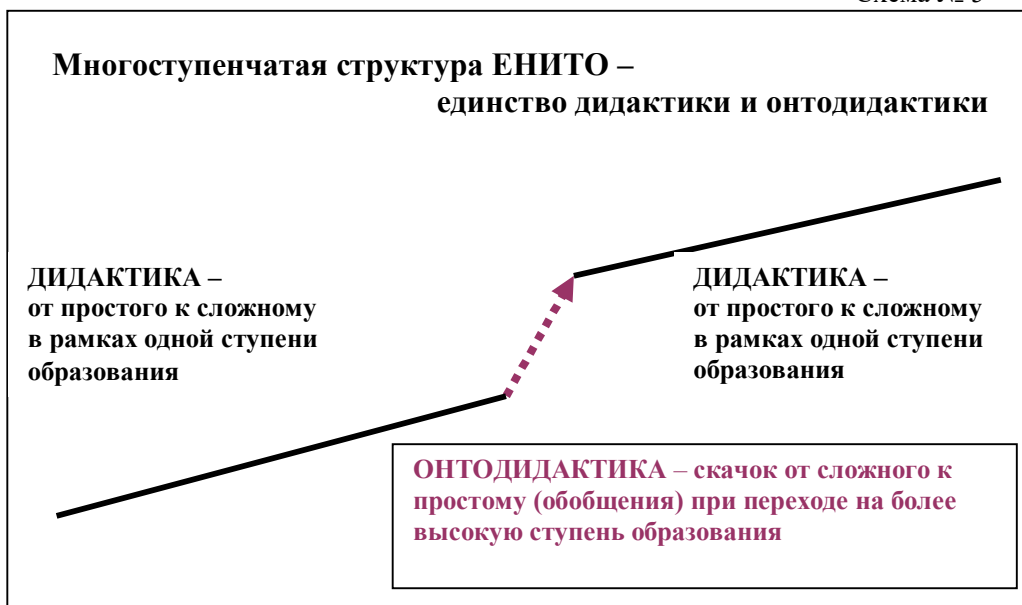 Многоступенчатая структура ЕНИТО –
единство дидактики и онтодидактики
ДИДАКТИКА –
от простого к сложному
в рамках одной ступени
образования
ДИДАКТИКА –
от простого к сложному
в рамках одной ступени
образования
ОНТОДИДАКТИКА – скачок от сложного к
простому (обобщения) при переходе на более
высокую ступень образования